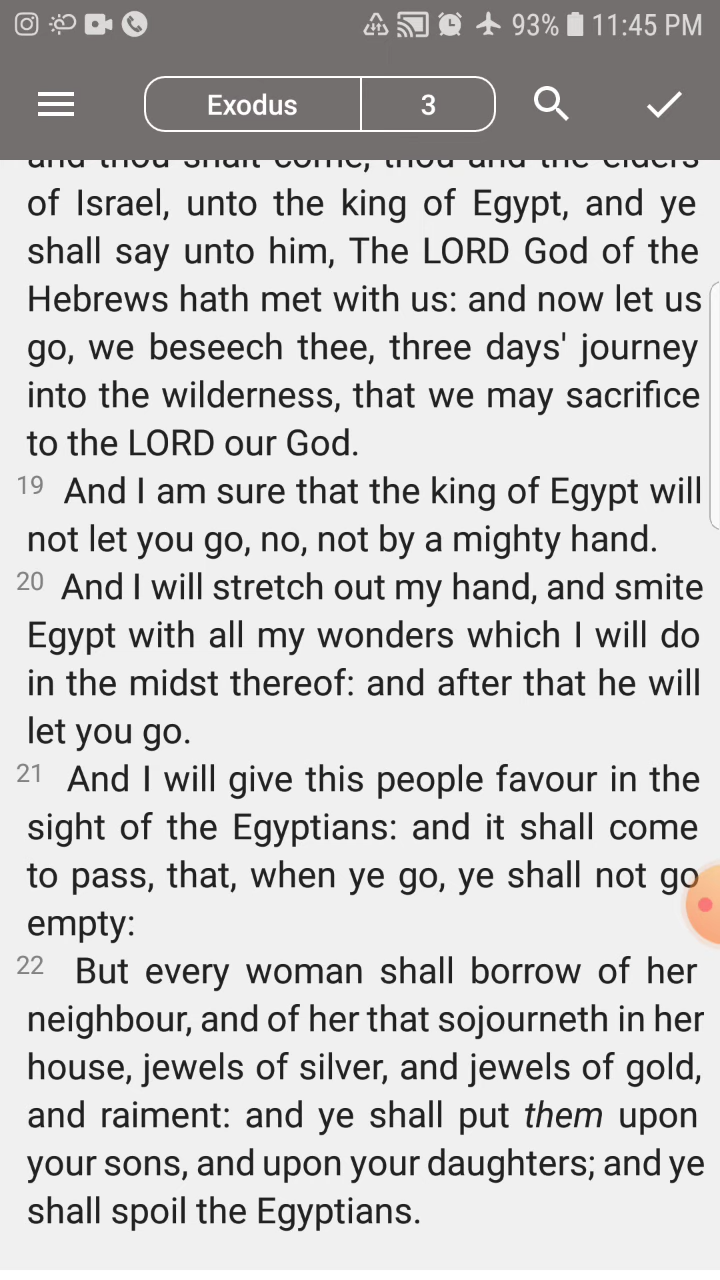 93% 11:45 PM
Exodus 3
and thou shalt come, thou and the elders
of Israel, unto the king of Egypt, and ye
shall say unto him, The LORD God of the
Hebrews hath met with us: and now let us
go, we beseech thee, three days' journey
into the wilderness, that we may sacrifice
to the LORD our God.
19 And I am sure that the king of Egypt will
not let you go, no, not by a mighty hand.
20 And I will stretch out my hand, and smite
Egypt with all my wonders which I will do
in the midst thereof: and after that he will
let you go.
21 And I will give this people favour in the
sight of the Egyptians: and it shall come
to pass, that, when ye go, ye shall not go
empty:
22 But every woman shall borrow of her
neighbour, and of her that sojourneth in her
house, jewels of silver, and jewels of gold,
and raiment: and ye shall put them upon
your sons, and upon your daughters; and ye
shall spoil the Egyptians.